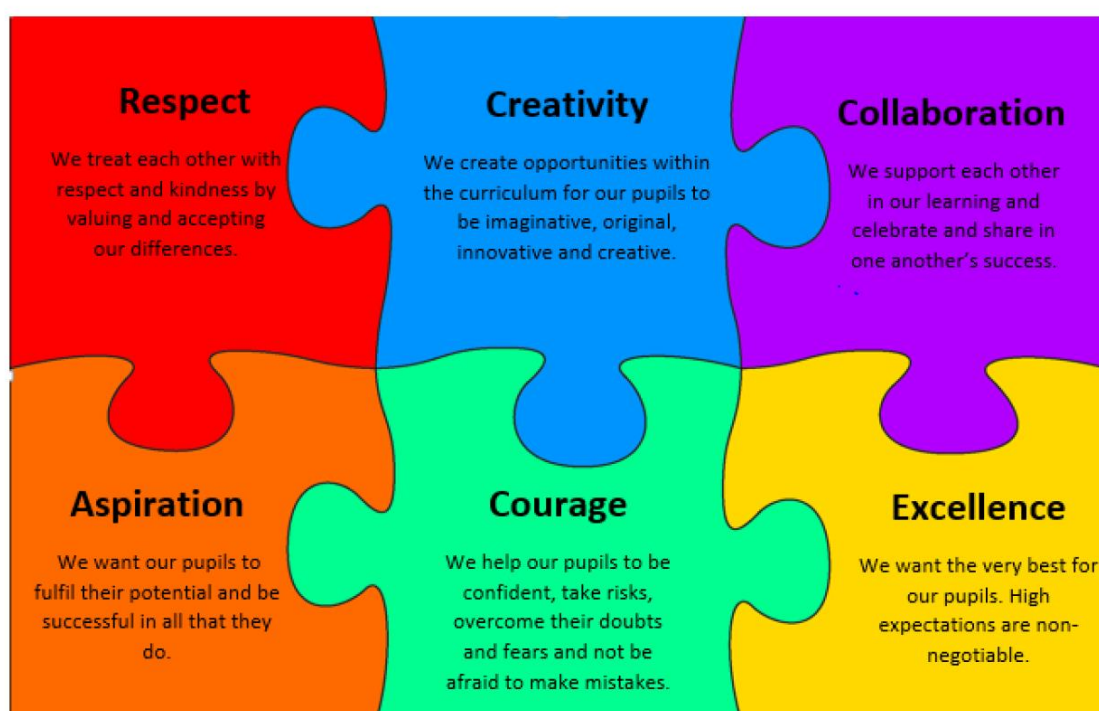 Respect
We treat each other with
respect and kindness by
valuing and accepting
our differences.
Creativity
We create opportunities within
the curriculum for our pupils to
be imaginative, original,
innovative and creative.
Collaboration
We support each other
in our learning and
celebrate and share in
one another’s success.
Aspiration
We want our pupils to
fulfil their potential and be
successful in all that they
do.
Courage
We help our pupils to be
confident, take risks,
overcome their doubts
and fears and not be
afraid to make mistakes.
Excellence
We want the very best for
our pupils. High
expectations are non-
negotiable.